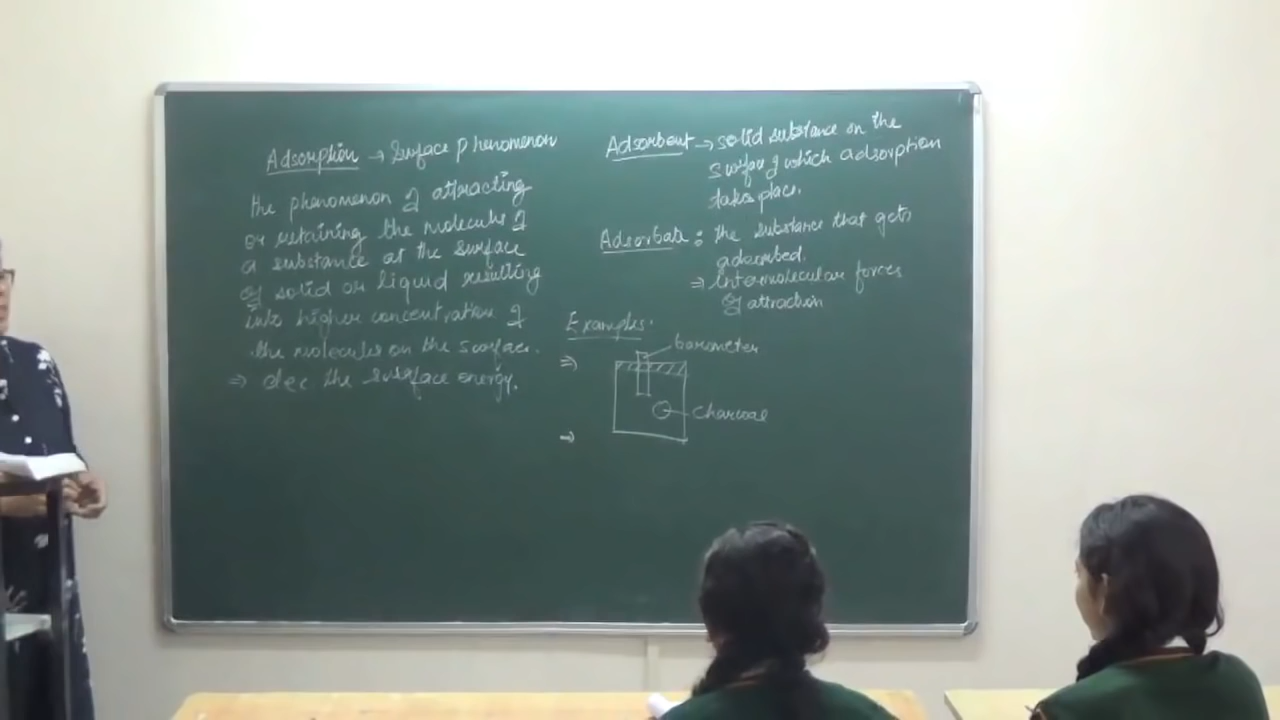 Adsorption → Surface phenomenon
the phenomenon of attracting
or retaining the molecules of
a substance at the surface
of solid or liquid resulting
into higher concentration of
the molecules on the surface.
⇒ dec the surface energy.
Adsorbent → solid substance on the
surface of which adsorption
takes place.
Adsorbate : the substance that gets
adsorbed.
⇒ intermolecular forces
of attraction
Examples:
⇒
barometer
charcoal
⇒